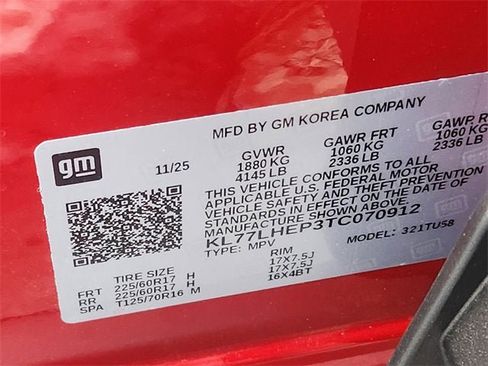 MFD BY GM KOREA COMPANY
gm
11/25
GVWR GAWR FRT GAWR R
1880 KG 1060 KG 1060 KG
4145 LB 2336 LB 2336 LB
THIS VEHICLE CONFORMS TO ALL
APPLICABLE U.S. FEDERAL MOTOR
VEHICLE SAFETY AND THEFT PREVENTION
STANDARDS IN EFFECT ON THE DATE OF
MANUFACTURE SHOWN ABOVE
KL77LHEP3TC070912
TYPE: MPV MODEL: 321TU58
TIRE SIZE RIM
FRT 225/60R17 H 17X7.5J
RR 225/60R17 H 17X7.5J
SPA T125/70R16 M 16X4BT